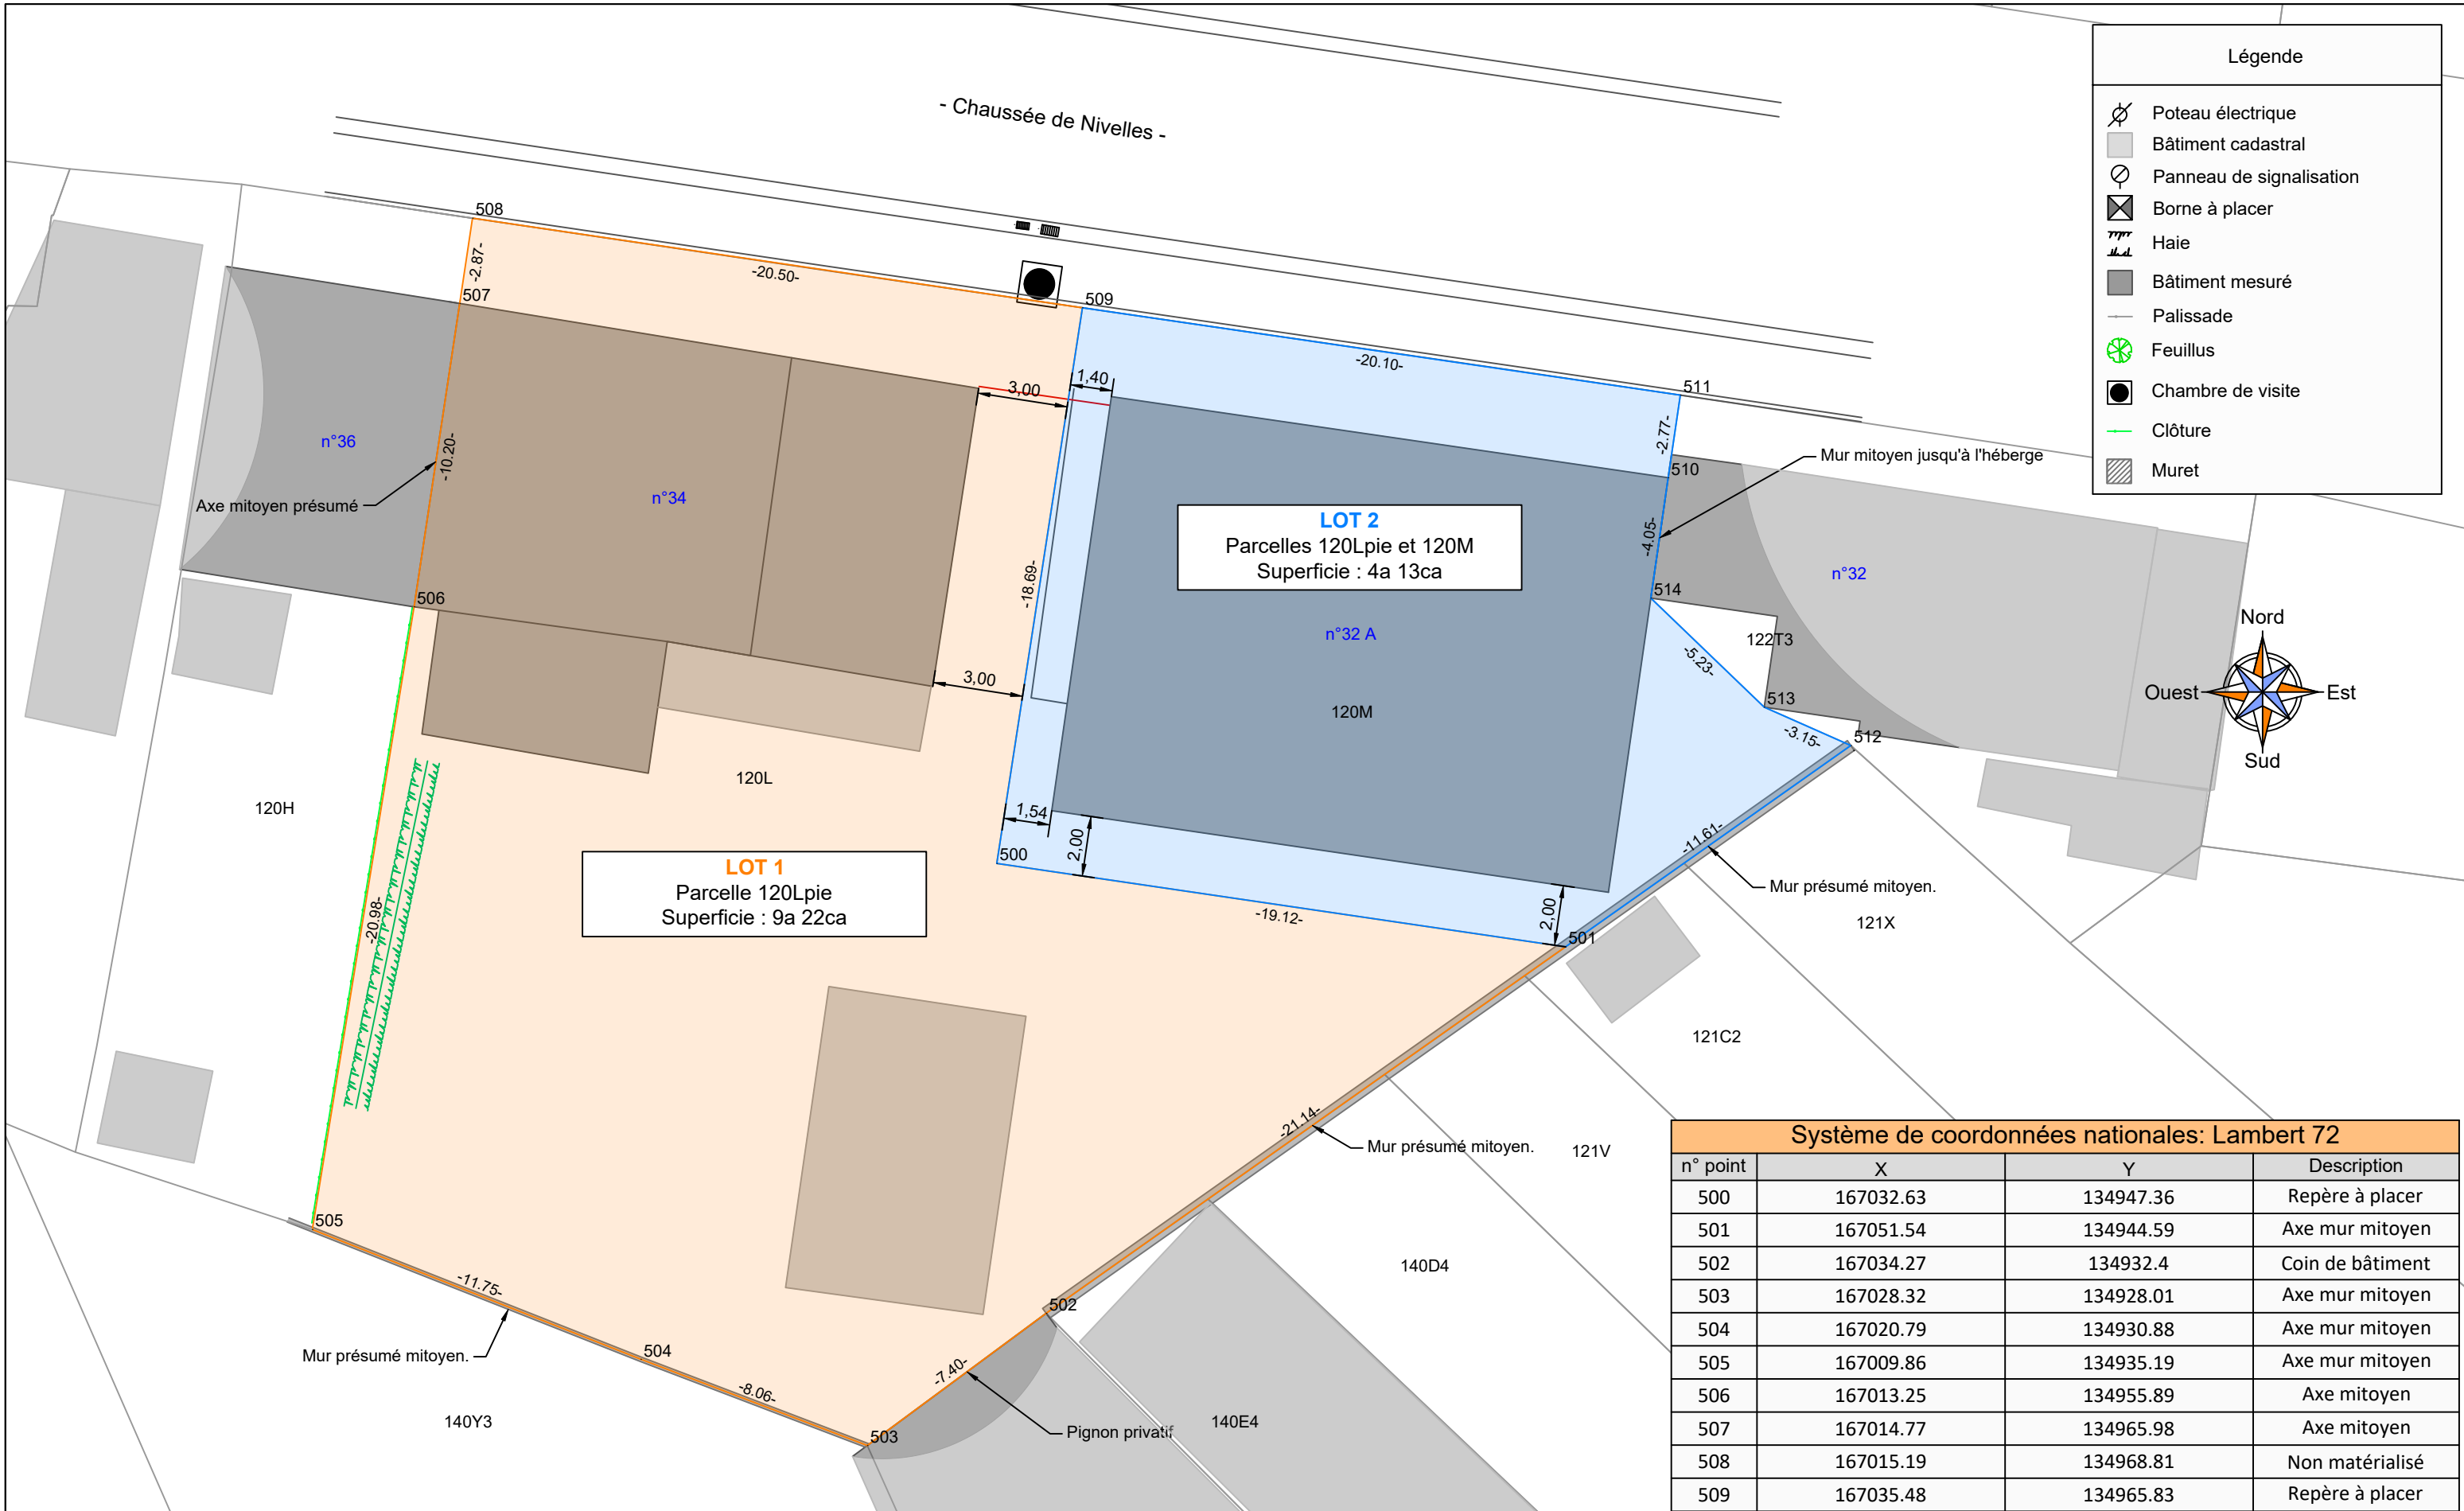 - Chaussée de Nivelles -
Légende
Poteau électrique
Bâtiment cadastral
Panneau de signalisation
Borne à placer
Haie
Bâtiment mesuré
Palissade
Feuillus
Chambre de visite
Clôture
Muret
508
-2.87-
-20.50-
507
509
-20.10-
511
3,00
1,40
-2.77-
n°36
-10.20-
Axe mitoyen présumé
n°34
Mur mitoyen jusqu'à l'héberge
510
LOT 2
Parcelles 120Lpie et 120M
Superficie : 4a 13ca
-4.05-
n°32
-18.69-
506
514
n°32 A
122T3
-5.23-
3,00
513
120M
-3.15-
512
Nord
Ouest
Est
Sud
120L
120H
1,54
2,00
500
-11.61-
LOT 1
Parcelle 120Lpie
Superficie : 9a 22ca
Mur présumé mitoyen.
-20.98-
-19.12-
2,00
501
121X
121C2
-21.14-
Mur présumé mitoyen.
121V
505
-11.75-
140D4
502
Mur présumé mitoyen.
504
-8.06-
-7.40-
140Y3
503
Pignon privatif
140E4
Système de coordonnées nationales: Lambert 72
n° point X Y Description
500 167032.63 134947.36 Repère à placer
501 167051.54 134944.59 Axe mur mitoyen
502 167034.27 134932.4 Coin de bâtiment
503 167028.32 134928.01 Axe mur mitoyen
504 167020.79 134930.88 Axe mur mitoyen
505 167009.86 134935.19 Axe mur mitoyen
506 167013.25 134955.89 Axe mitoyen
507 167014.77 134965.98 Axe mitoyen
508 167015.19 134968.81 Non matérialisé
509 167035.48 134965.83 Repère à placer